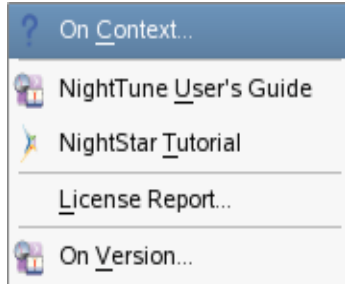 On Context...
NightTune User's Guide
NightStar Tutorial
License Report...
On Version...